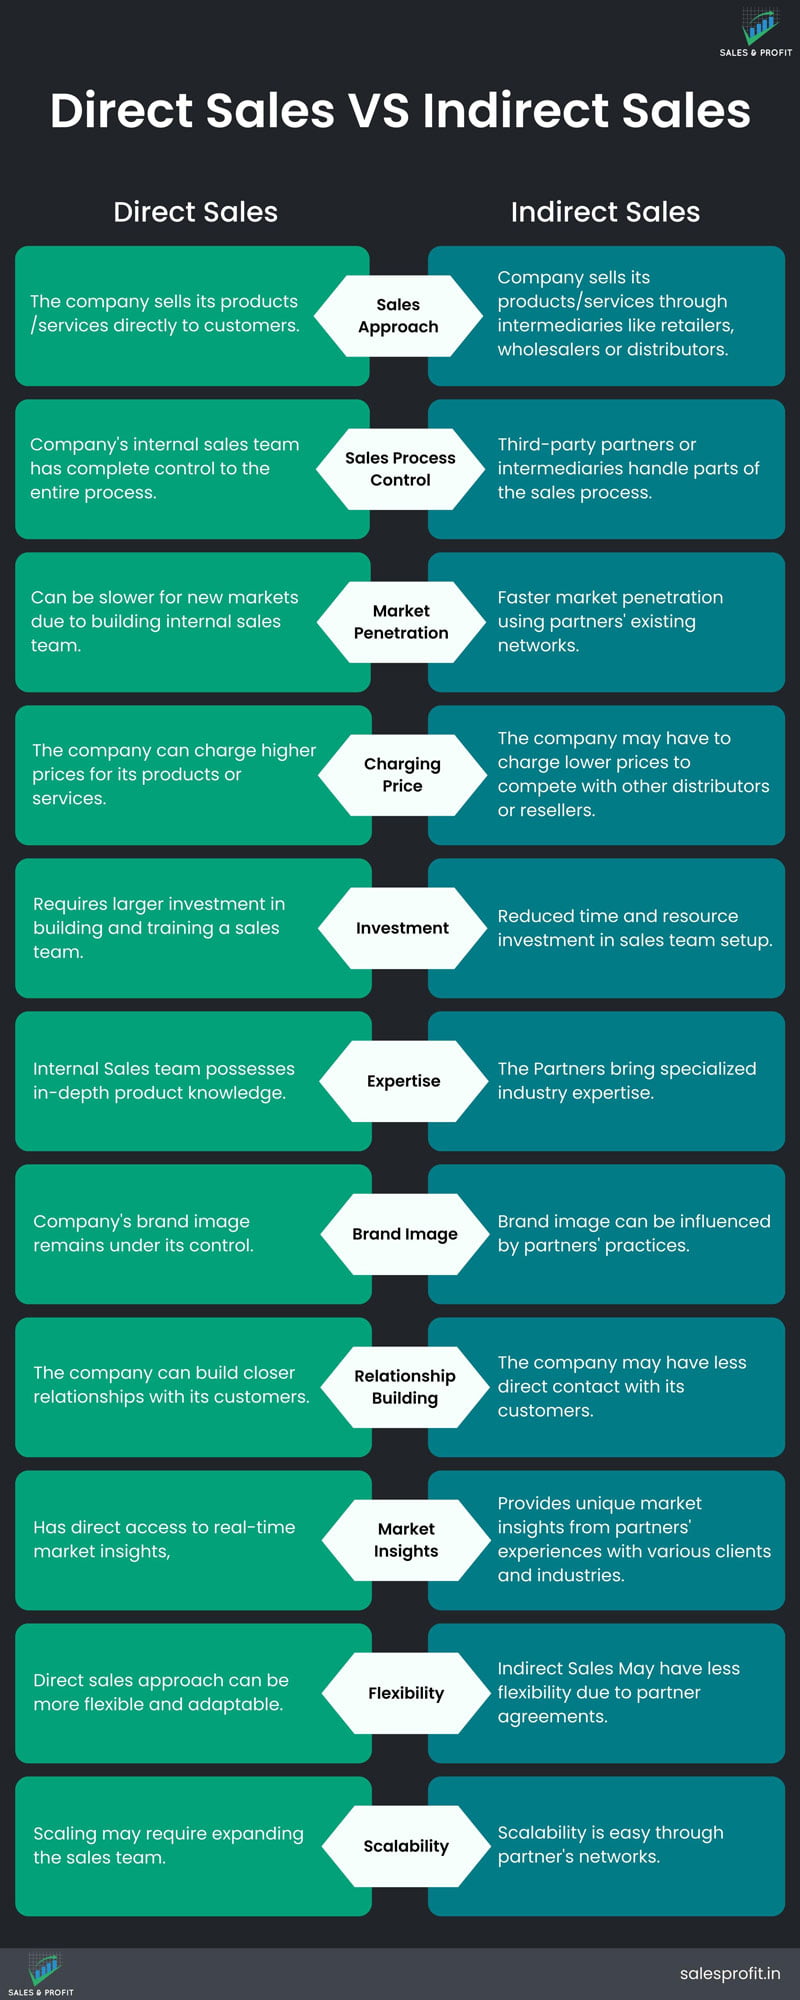 SALES & PROFIT
Direct Sales VS Indirect Sales
Direct Sales
Indirect Sales
The company sells its products
/services directly to customers.
Sales
Approach
Company sells its
products/services through
intermediaries like retailers,
wholesalers or distributors.
Company's internal sales team
has complete control to the
entire process.
Sales Process
Control
Third-party partners or
intermediaries handle parts of
the sales process.
Can be slower for new markets
due to building internal sales
team.
Market
Penetration
Faster market penetration
using partners' existing
networks.
The company can charge higher
prices for its products or
services.
Charging
Price
The company may have to
charge lower prices to
compete with other distributors
or resellers.
Requires larger investment in
building and training a sales
team.
Investment
Reduced time and resource
investment in sales team setup.
Internal Sales team possesses
in-depth product knowledge.
Expertise
The Partners bring specialized
industry expertise.
Company's brand image
remains under its control.
Brand Image
Brand image can be influenced
by partners' practices.
The company can build closer
relationships with its customers.
Relationship
Building
The company may have less
direct contact with its
customers.
Has direct access to real-time
market insights,
Market
Insights
Provides unique market
insights from partners'
experiences with various clients
and industries.
Direct sales approach can be
more flexible and adaptable.
Flexibility
Indirect Sales May have less
flexibility due to partner
agreements.
Scaling may require expanding
the sales team.
Scalability
Scalability is easy through
partner's networks.
SALES & PROFIT
salesprofit.in